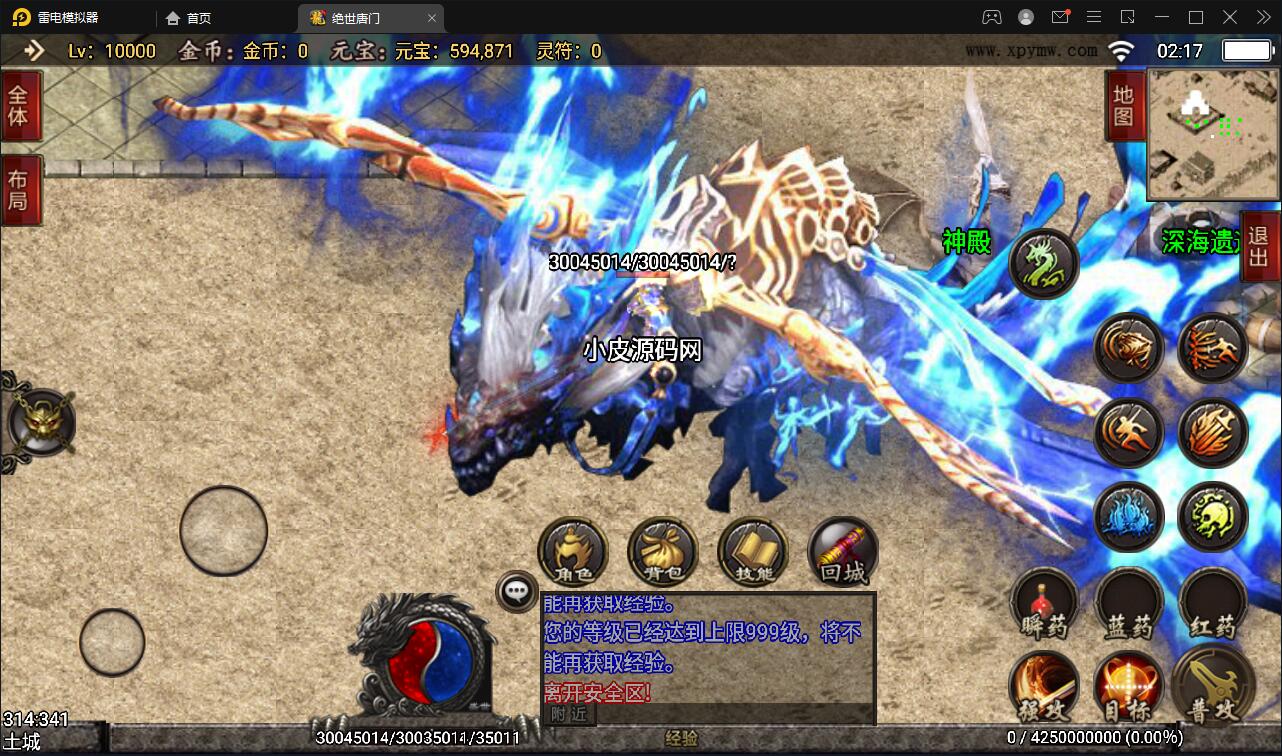 雷电模拟器
首页
绝世唐门
Lv: 10000
金币: 金币: 0
元宝: 元宝: 594,871
灵符: 0
www.xpymw.com
02:17
全体
地图
布局
神殿
深海遗
退出
30045014/30045014/?
小皮源码网
角色
背包
技能
回城
能再获取经验。
您的等级已经达到上限999级，将不
能再获取经验。
离开安全区!
附近
瞬药
蓝药
红药
强攻
目标
普攻
314:341
土城
30045014/30035014/35011
经验
0 / 4250000000 (0.00%)